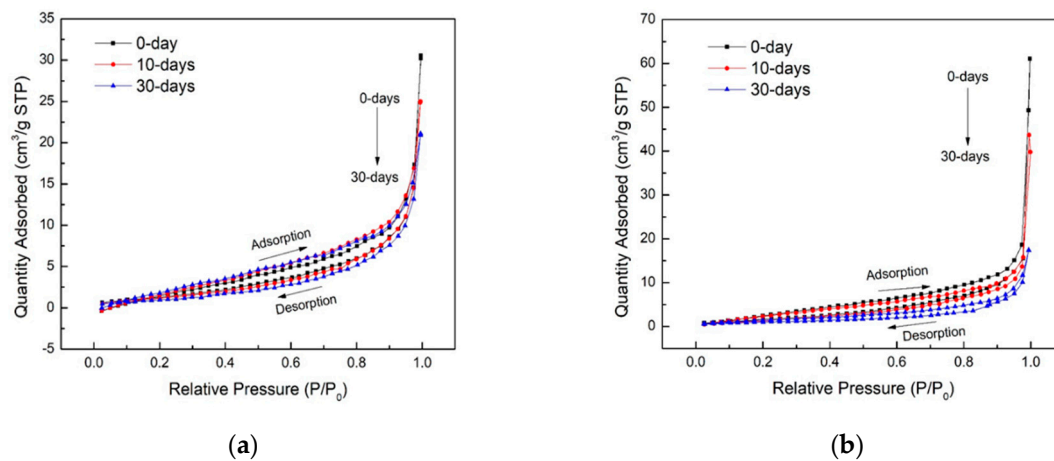 35
30
25
20
15
10
5
0
-5
Quantity Adsorbed (cm³/g STP)
0-day
10-days
30-days
0-days
30-days
Adsorption
Desorption
0.0 0.2 0.4 0.6 0.8 1.0
Relative Pressure (P/P₀)
(a)
70
60
50
40
30
20
10
0
Quantity Adsorbed (cm³/g STP)
0-day
10-days
30-days
0-days
30-days
Adsorption
Desorption
0.0 0.2 0.4 0.6 0.8 1.0
Relative Pressure (P/P₀)
(b)